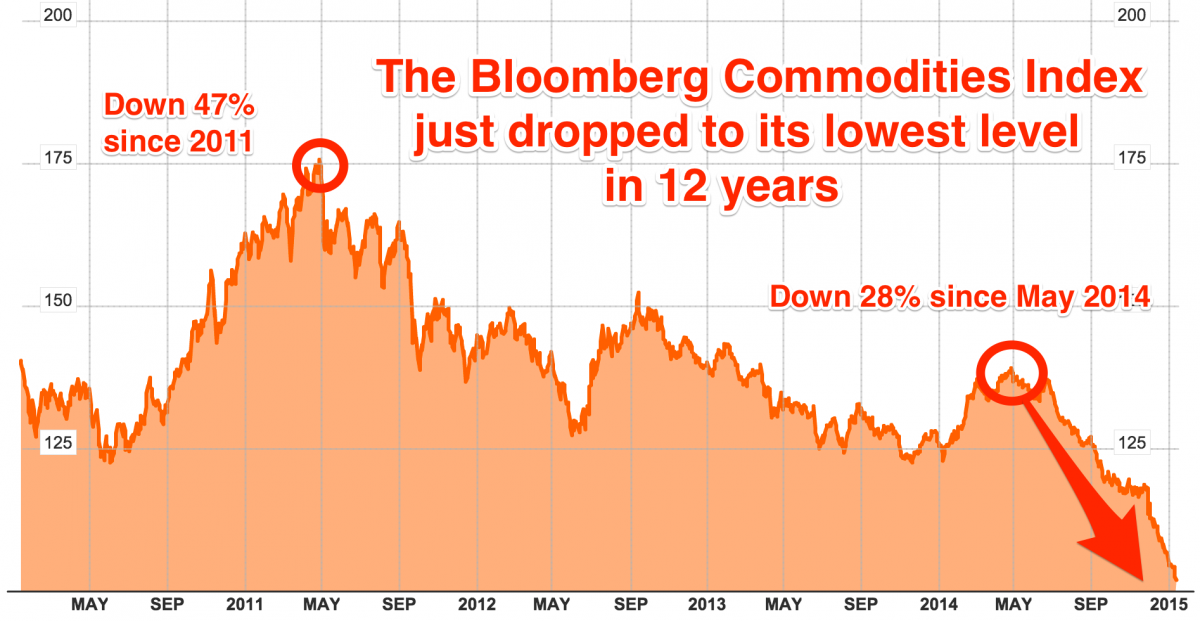 200
200
The Bloomberg Commodities Index
just dropped to its lowest level
in 12 years
Down 47%
since 2011
175
175
150
Down 28% since May 2014
125
125
MAY SEP 2011 MAY SEP 2012 MAY SEP 2013 MAY SEP 2014 MAY SEP 2015